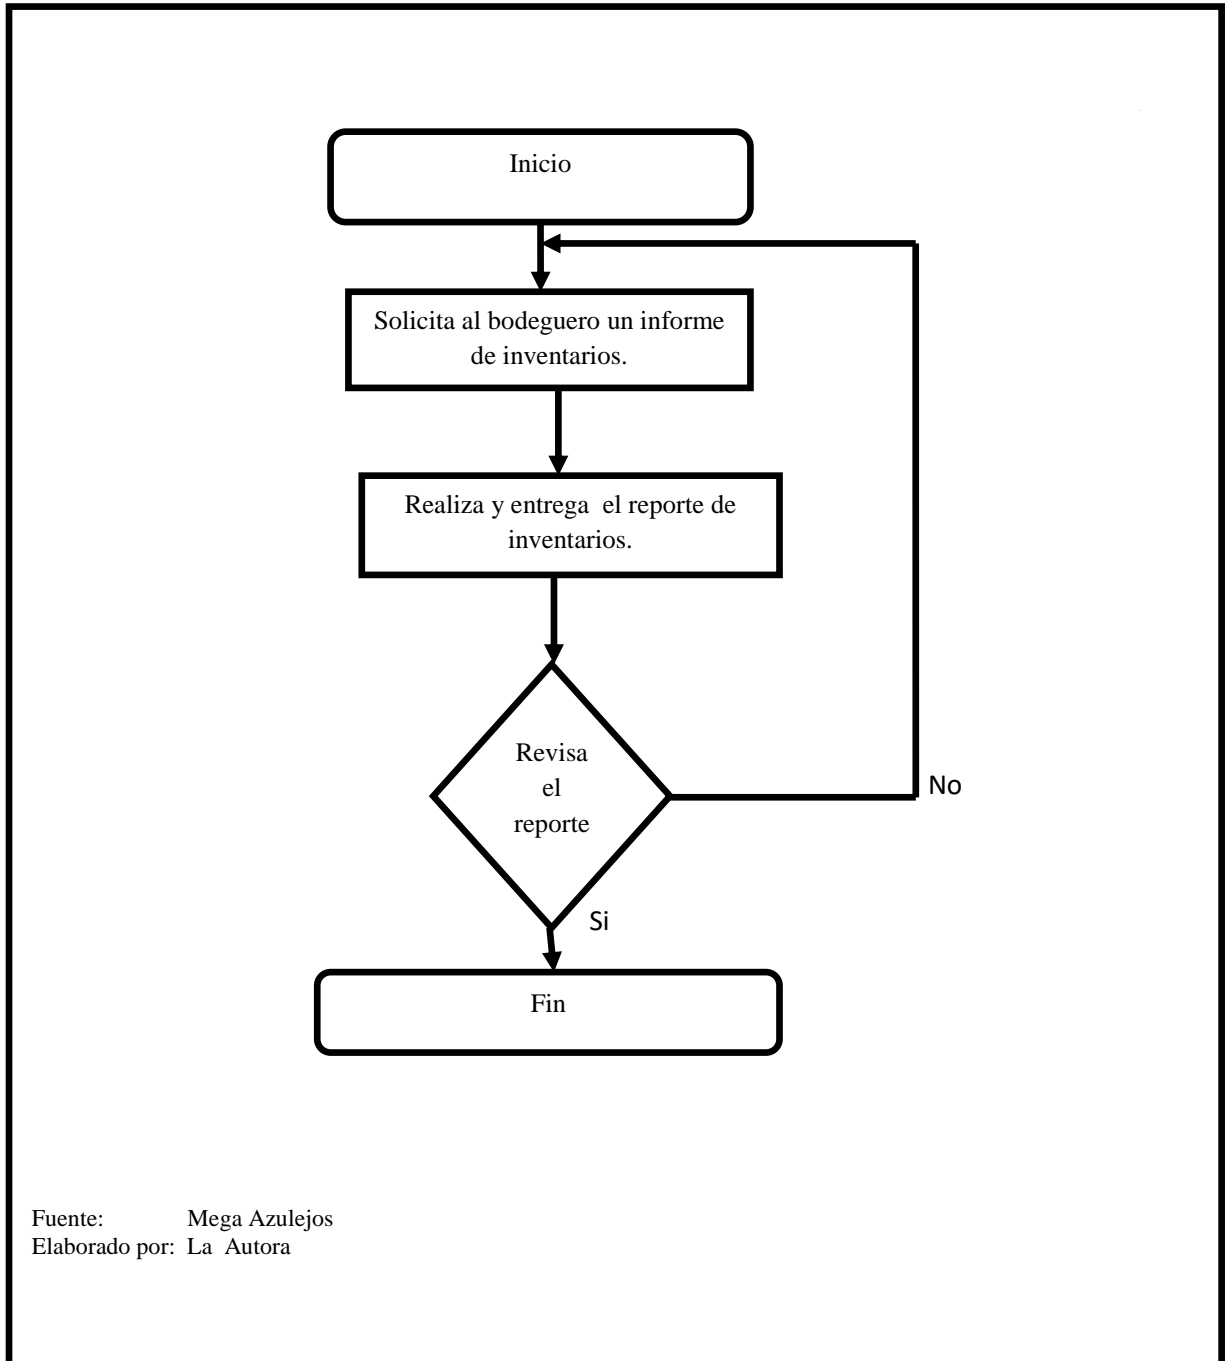 Inicio
Solicita al bodeguero un informe
de inventarios.
Realiza y entrega  el reporte de
inventarios.
Revisa
el
reporte
No
Si
Fin
Fuente: Mega Azulejos
Elaborado por: La  Autora